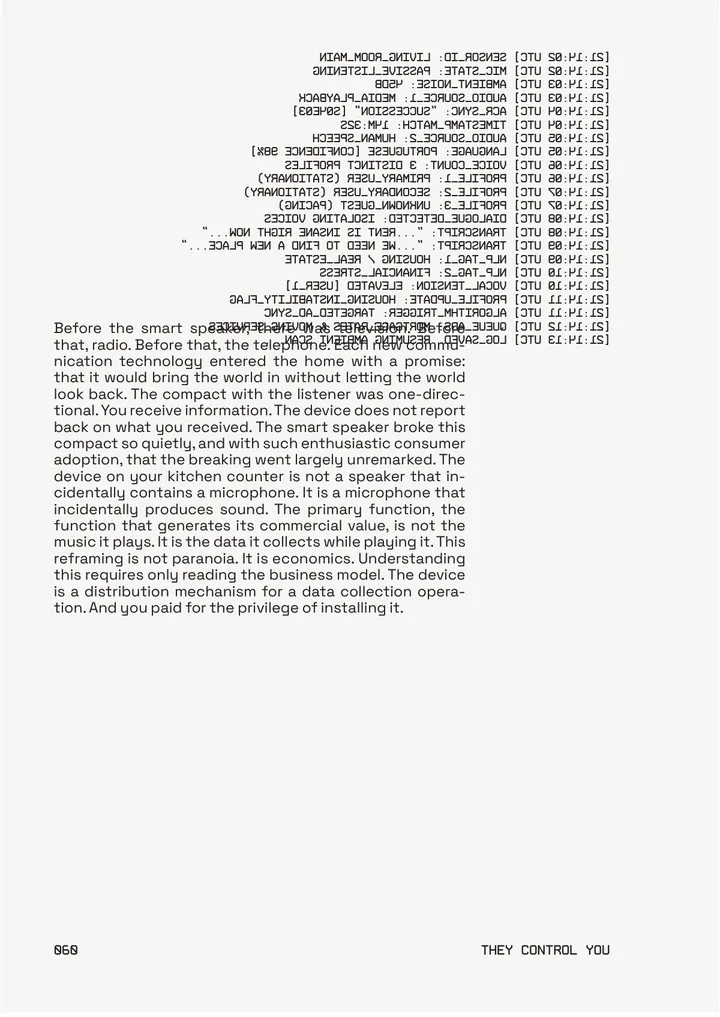 [21:14:02 UTC] SENSOR_ID: LIVING_ROOM_MAIN
[21:14:02 UTC] MIC_STATE: PASSIVE_LISTENING
[21:14:03 UTC] AMBIENT_NOISE: 45DB
[21:14:03 UTC] AUDIO_SOURCE_1: MEDIA_PLAYBACK
[21:14:04 UTC] ACR_SYNC: "SUCCESSION" [S04E03]
[21:14:04 UTC] TIMESTAMP_MATCH: 14M:32S
[21:14:05 UTC] AUDIO_SOURCE_2: HUMAN_SPEECH
[21:14:05 UTC] LANGUAGE: PORTUGUESE [CONFIDENCE 98%]
[21:14:06 UTC] VOICE_COUNT: 3 DISTINCT PROFILES
[21:14:06 UTC] PROFILE_1: PRIMARY_USER (STATIONARY)
[21:14:07 UTC] PROFILE_2: SECONDARY_USER (STATIONARY)
[21:14:07 UTC] PROFILE_3: UNKNOWN_GUEST (PACING)
[21:14:08 UTC] DIALOGUE_DETECTED: ISOLATING VOICES
[21:14:08 UTC] TRANSCRIPT: "...RENT IS INSANE RIGHT NOW..."
[21:14:09 UTC] TRANSCRIPT: "...WE NEED TO FIND A NEW PLACE..."
[21:14:09 UTC] NLP_TAG_1: HOUSING / REAL_ESTATE
[21:14:10 UTC] NLP_TAG_2: FINANCIAL_STRESS
[21:14:10 UTC] VOCAL_TENSION: ELEVATED [USER_1]
[21:14:11 UTC] PROFILE_UPDATE: HOUSING_INSTABILITY_FLAG
[21:14:11 UTC] ALGORITHM_TRIGGER: TARGETED_AD_SYNC
[21:14:12 UTC] QUEUE_ADS: MORTGAGE_RATES & MOVING_SERVICES
[21:14:13 UTC] LOG_SAVED. RESUMING AMBIENT SCAN.
Before the smart speaker, there was television. Before
that, radio. Before that, the telephone. Each new commu-
nication technology entered the home with a promise:
that it would bring the world in without letting the world
look back. The compact with the listener was one-direc-
tional. You receive information. The device does not report
back on what you received. The smart speaker broke this
compact so quietly, and with such enthusiastic consumer
adoption, that the breaking went largely unremarked. The
device on your kitchen counter is not a speaker that in-
cidentally contains a microphone. It is a microphone that
incidentally produces sound. The primary function, the
function that generates its commercial value, is not the
music it plays. It is the data it collects while playing it. This
reframing is not paranoia. It is economics. Understanding
this requires only reading the business model. The device
is a distribution mechanism for a data collection opera-
tion. And you paid for the privilege of installing it.
060
THEY CONTROL YOU